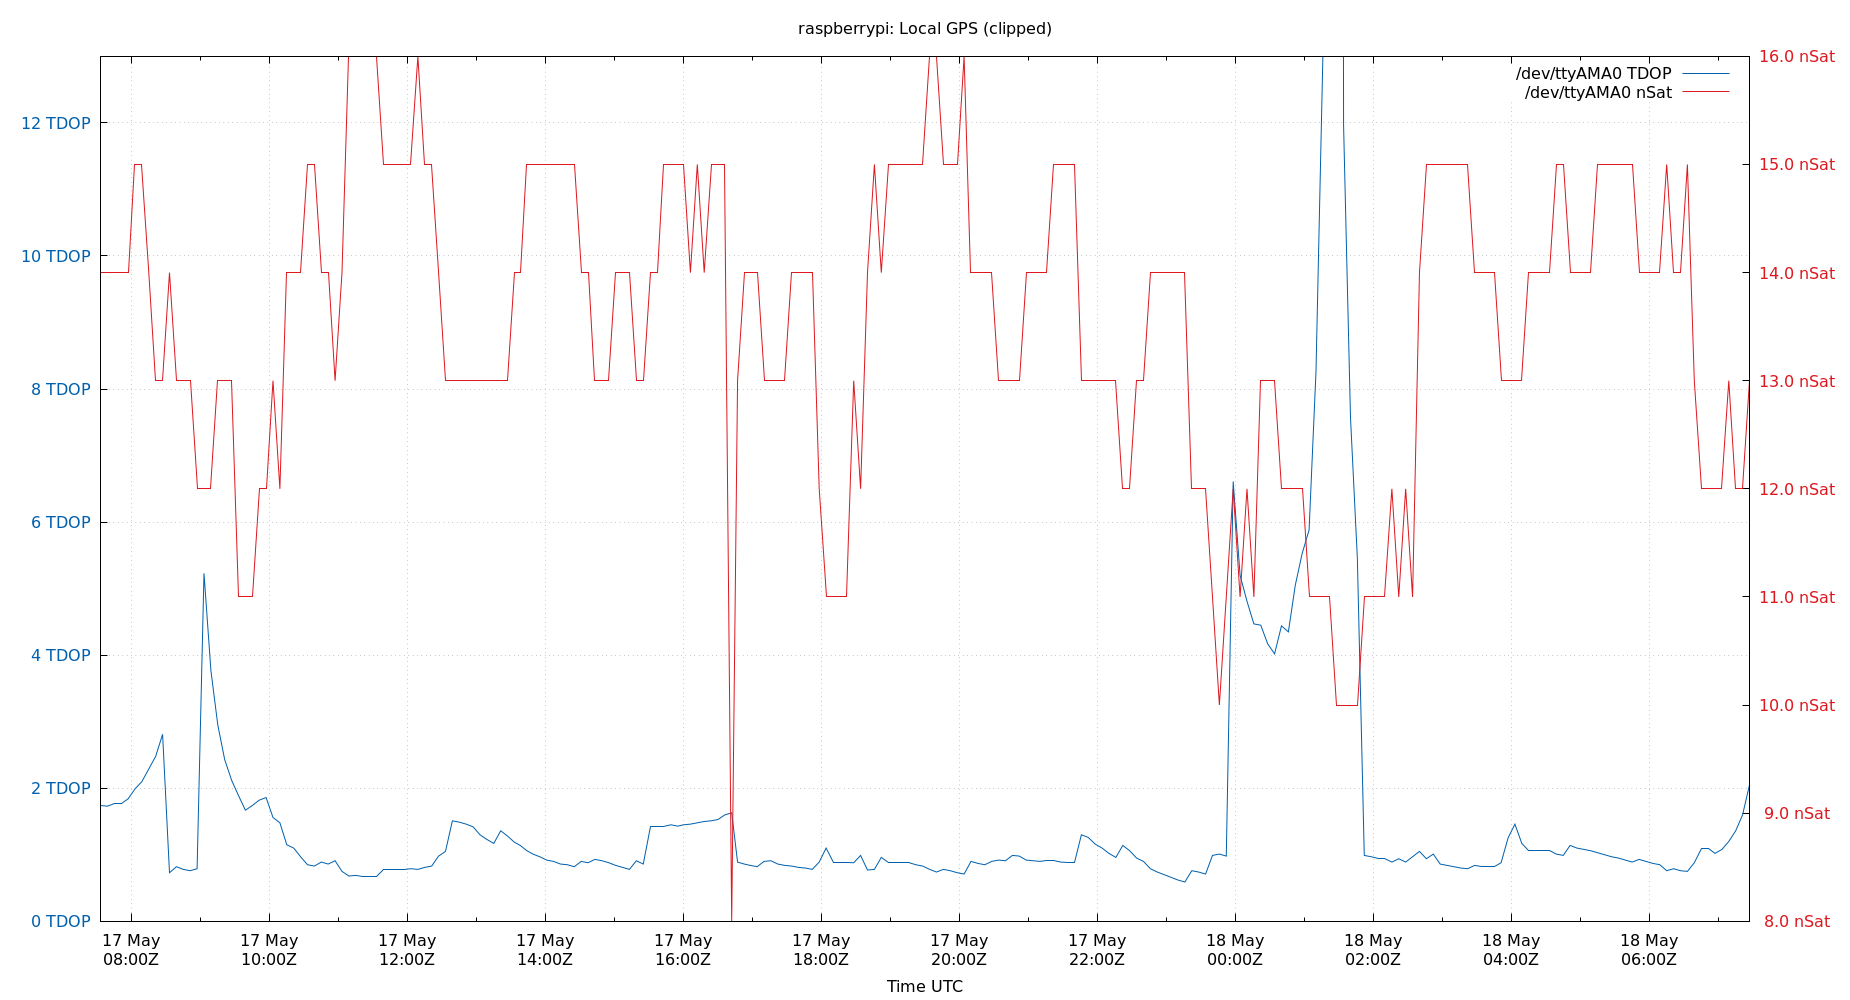 raspberrypi: Local GPS (clipped)
/dev/ttyAMA0 TDOP
/dev/ttyAMA0 nSat
12 TDOP
10 TDOP
8 TDOP
6 TDOP
4 TDOP
2 TDOP
0 TDOP
16.0 nSat
15.0 nSat
14.0 nSat
13.0 nSat
12.0 nSat
11.0 nSat
10.0 nSat
9.0 nSat
8.0 nSat
17 May
08:00Z
17 May
10:00Z
17 May
12:00Z
17 May
14:00Z
17 May
16:00Z
17 May
18:00Z
17 May
20:00Z
17 May
22:00Z
18 May
00:00Z
18 May
02:00Z
18 May
04:00Z
18 May
06:00Z
Time UTC